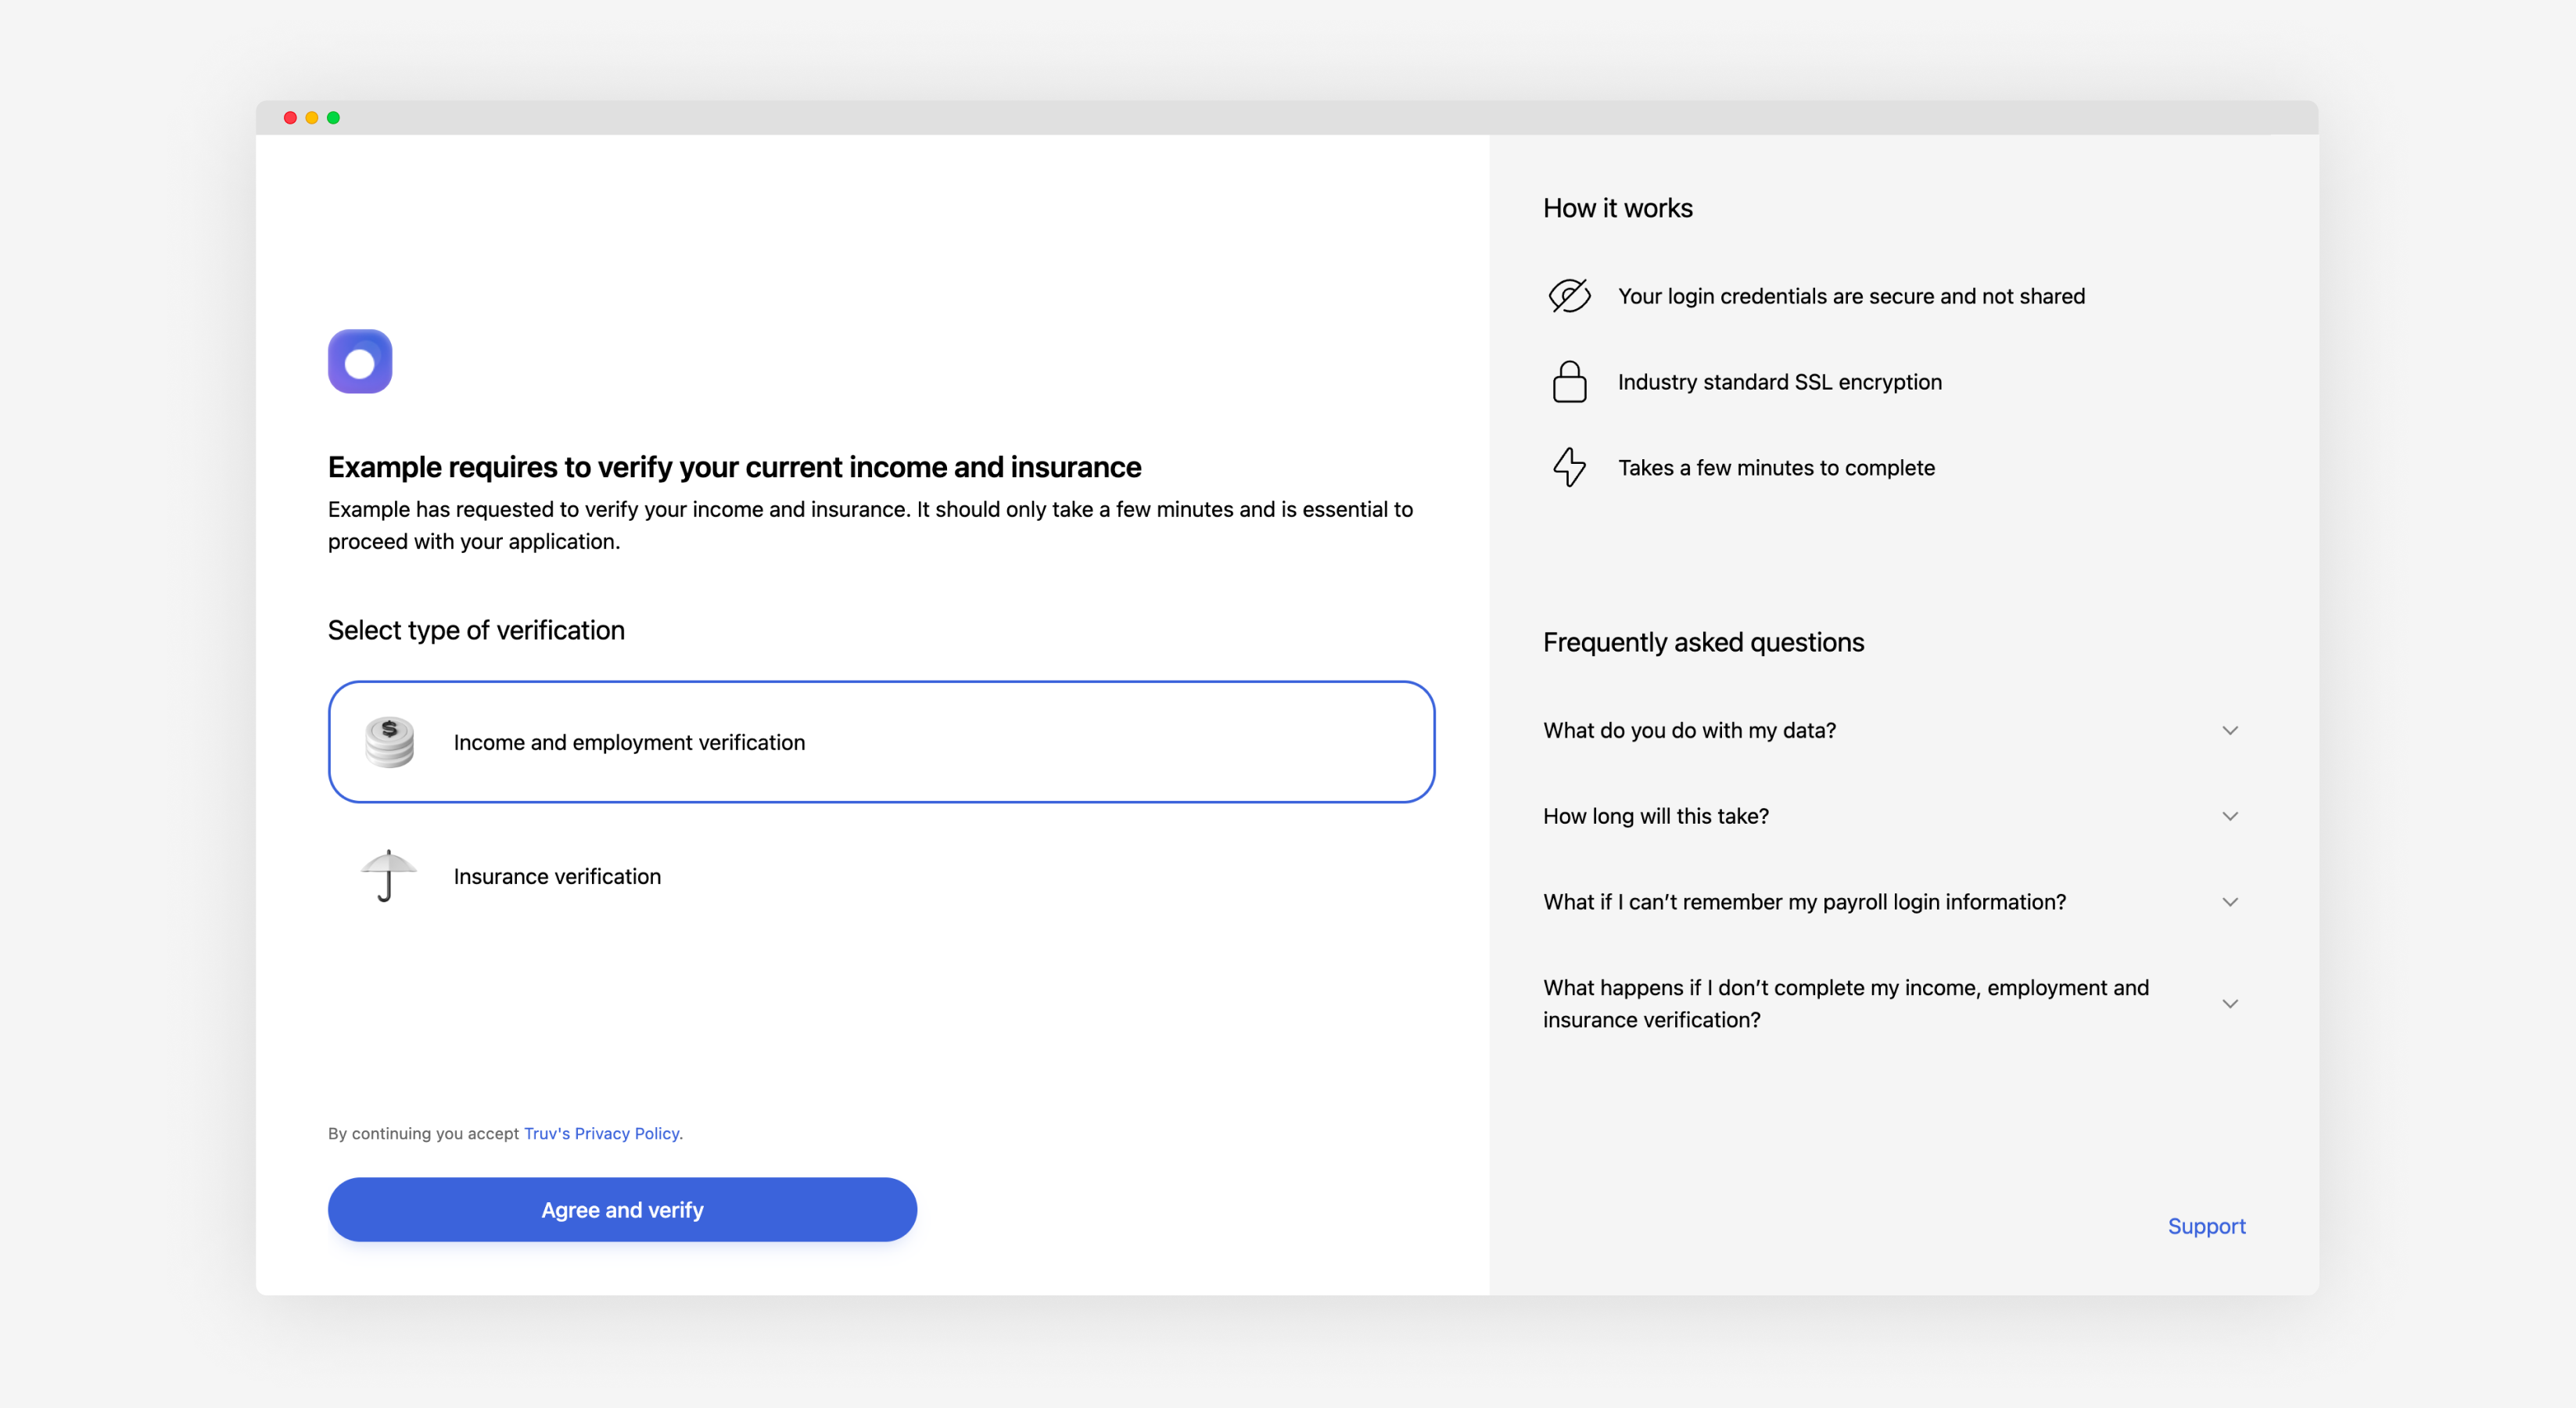 Example requires to verify your current income and insurance
Example has requested to verify your income and insurance. It should only take a few minutes and is essential to
proceed with your application.
Select type of verification
$
Income and employment verification
Insurance verification
By continuing you accept Truv's Privacy Policy.
Agree and verify
How it works
Your login credentials are secure and not shared
Industry standard SSL encryption
Takes a few minutes to complete
Frequently asked questions
What do you do with my data?
How long will this take?
What if I can’t remember my payroll login information?
What happens if I don’t complete my income, employment and
insurance verification?
Support